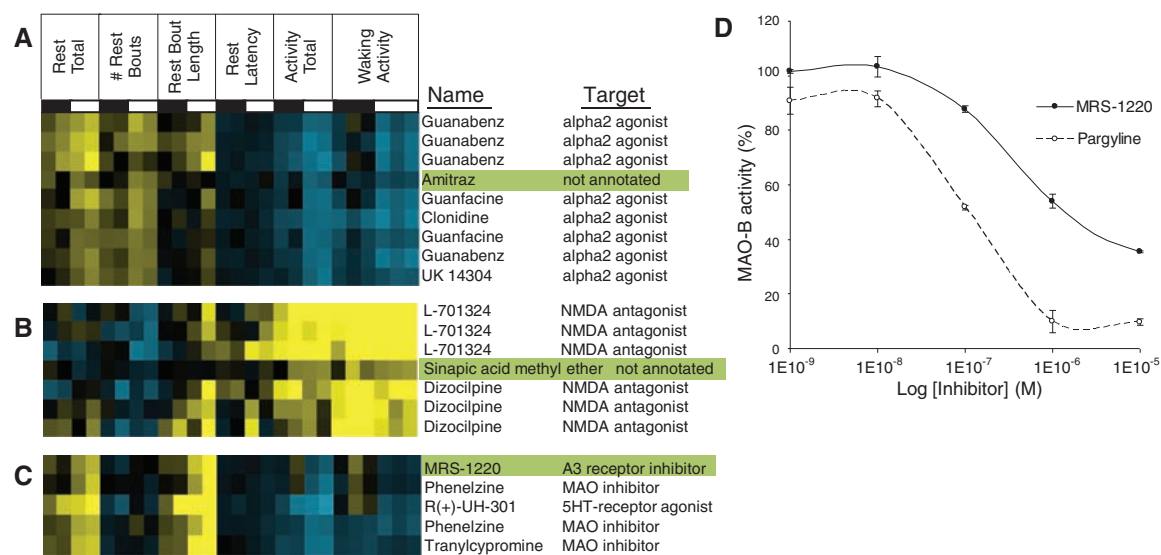 A
Rest Total
# Rest Bouts
Rest Bout Length
Rest Latency
Activity Total
Waking Activity
Name Target
Guanabenz alpha2 agonist
Guanabenz alpha2 agonist
Guanabenz alpha2 agonist
Amitraz not annotated
Guanfacine alpha2 agonist
Clonidine alpha2 agonist
Guanfacine alpha2 agonist
Guanabenz alpha2 agonist
UK 14304 alpha2 agonist
B
L-701324 NMDA antagonist
L-701324 NMDA antagonist
L-701324 NMDA antagonist
Sinapic acid methyl ether not annotated
Dizocilpine NMDA antagonist
Dizocilpine NMDA antagonist
Dizocilpine NMDA antagonist
C
MRS-1220 A3 receptor inhibitor
Phenelzine MAO inhibitor
R(+)-UH-301 5HT-receptor agonist
Phenelzine MAO inhibitor
Tranylcypromine MAO inhibitor
D
120
100
80
60
40
20
0
MAO-B activity (%)
1E10⁻⁹ 1E10⁻⁸ 1E10⁻⁷ 1E10⁻⁶ 1E10⁻⁵
Log [Inhibitor] (M)
MRS-1220
Pargyline